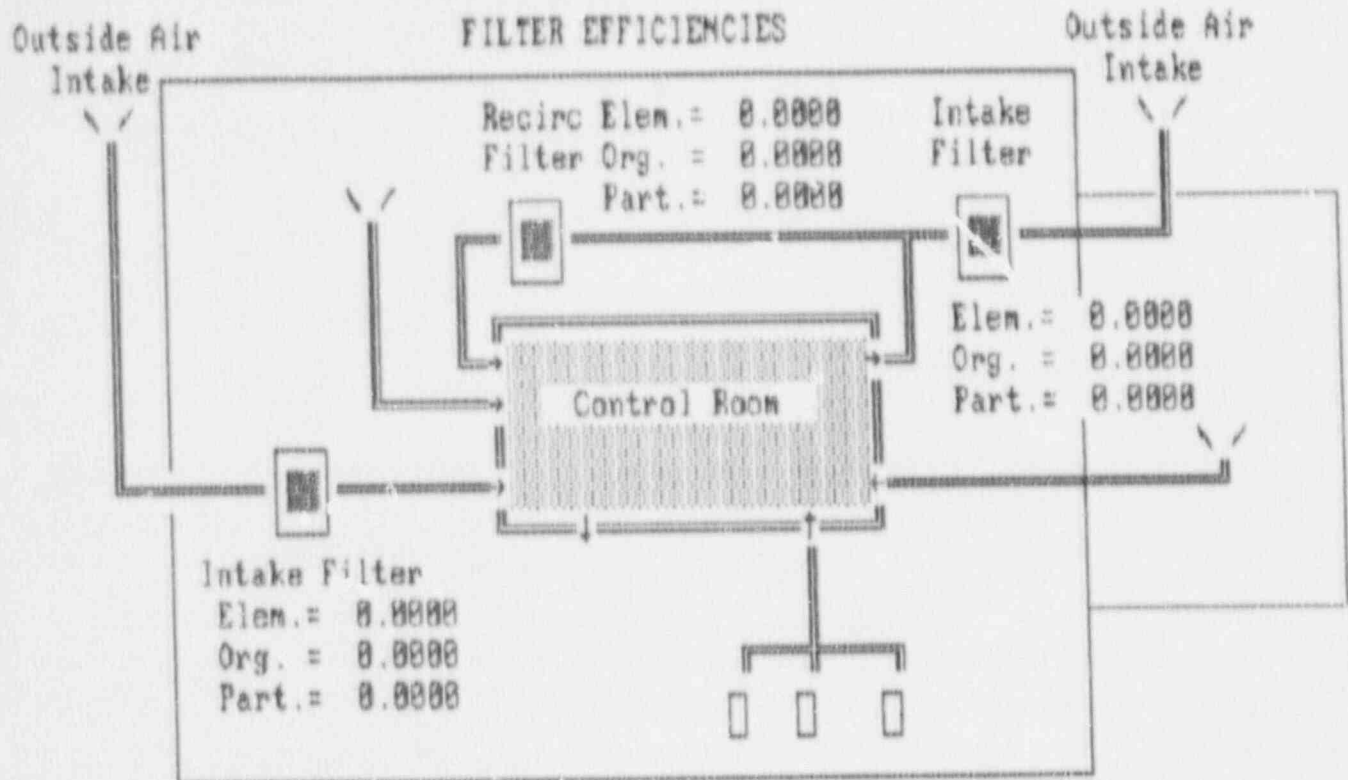 FILTER EFFICIENCIES
Outside Air
Intake
Outside Air
Intake
Recirc Elem.= 0.0000
Filter Org. = 0.0000
Part.= 0.0000
Intake
Filter
Elem.= 0.0000
Org. = 0.0000
Part.= 0.0000
Control Room
Intake Filter
Elem.= 0.0000
Org. = 0.0000
Part.= 0.0000